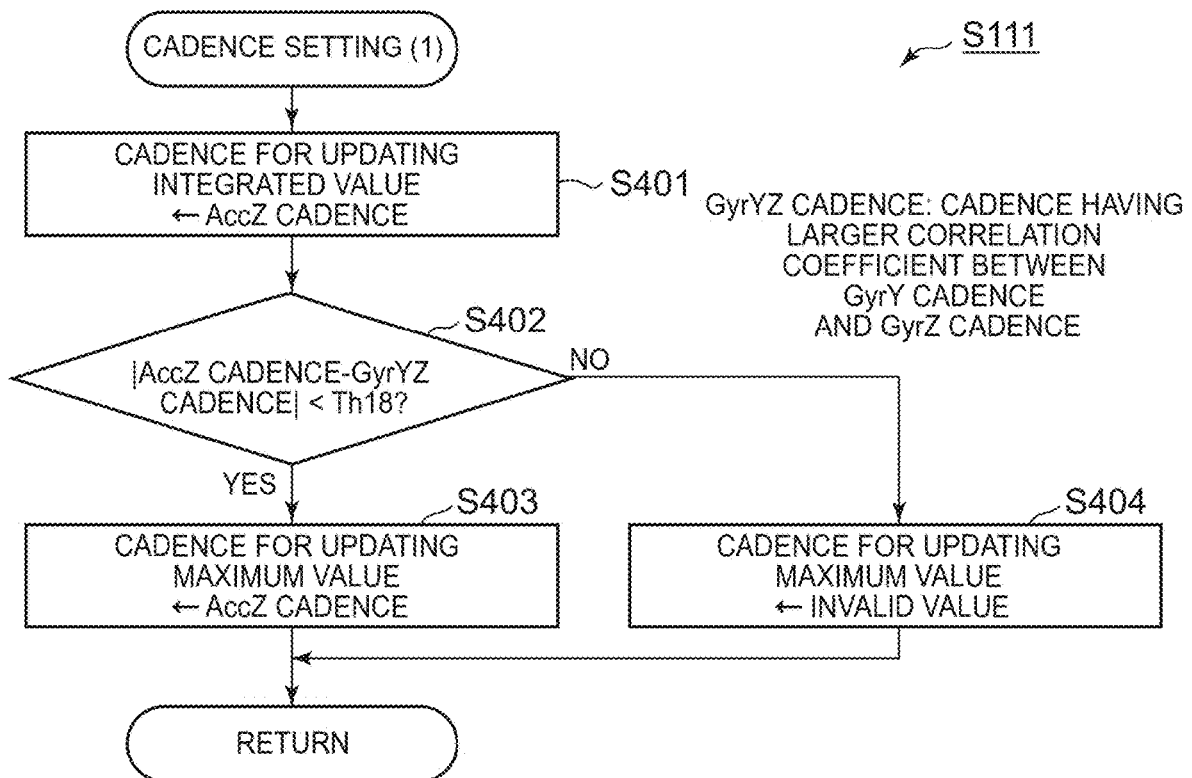 CADENCE SETTING (1)
S111
CADENCE FOR UPDATING
INTEGRATED VALUE
← AccZ CADENCE
S401
GyrYZ CADENCE: CADENCE HAVING
LARGER CORRELATION
COEFFICIENT BETWEEN
GyrY CADENCE
AND GyrZ CADENCE
S402
|AccZ CADENCE-GyrYZ
CADENCE| < Th18?
NO
YES
S403
CADENCE FOR UPDATING
MAXIMUM VALUE
← AccZ CADENCE
S404
CADENCE FOR UPDATING
MAXIMUM VALUE
← INVALID VALUE
RETURN